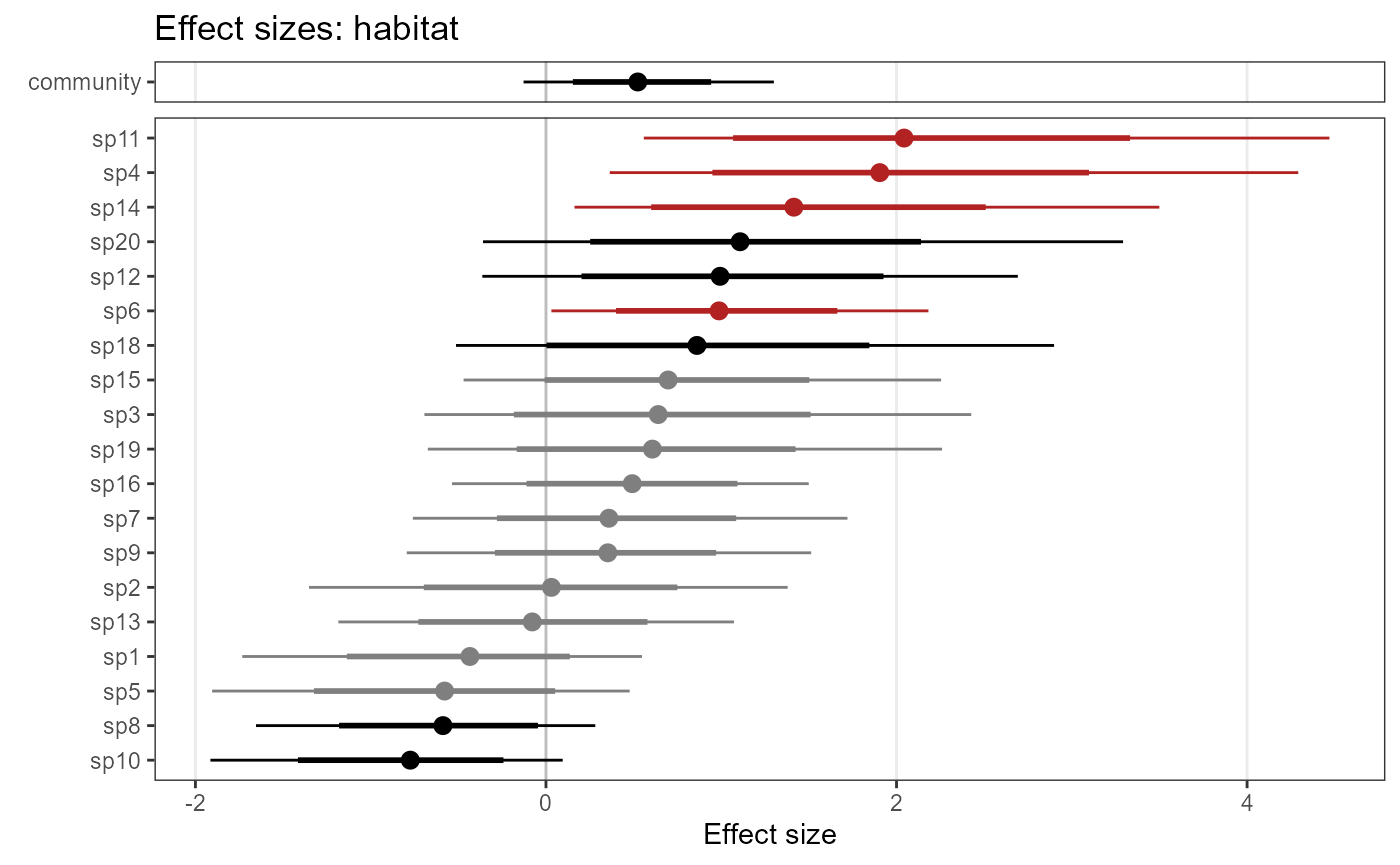 Effect sizes: habitat
community
sp11
sp4
sp14
sp20
sp12
sp6
sp18
sp15
sp3
sp19
sp16
sp7
sp9
sp2
sp13
sp1
sp5
sp8
sp10
-2 0 2 4
Effect size